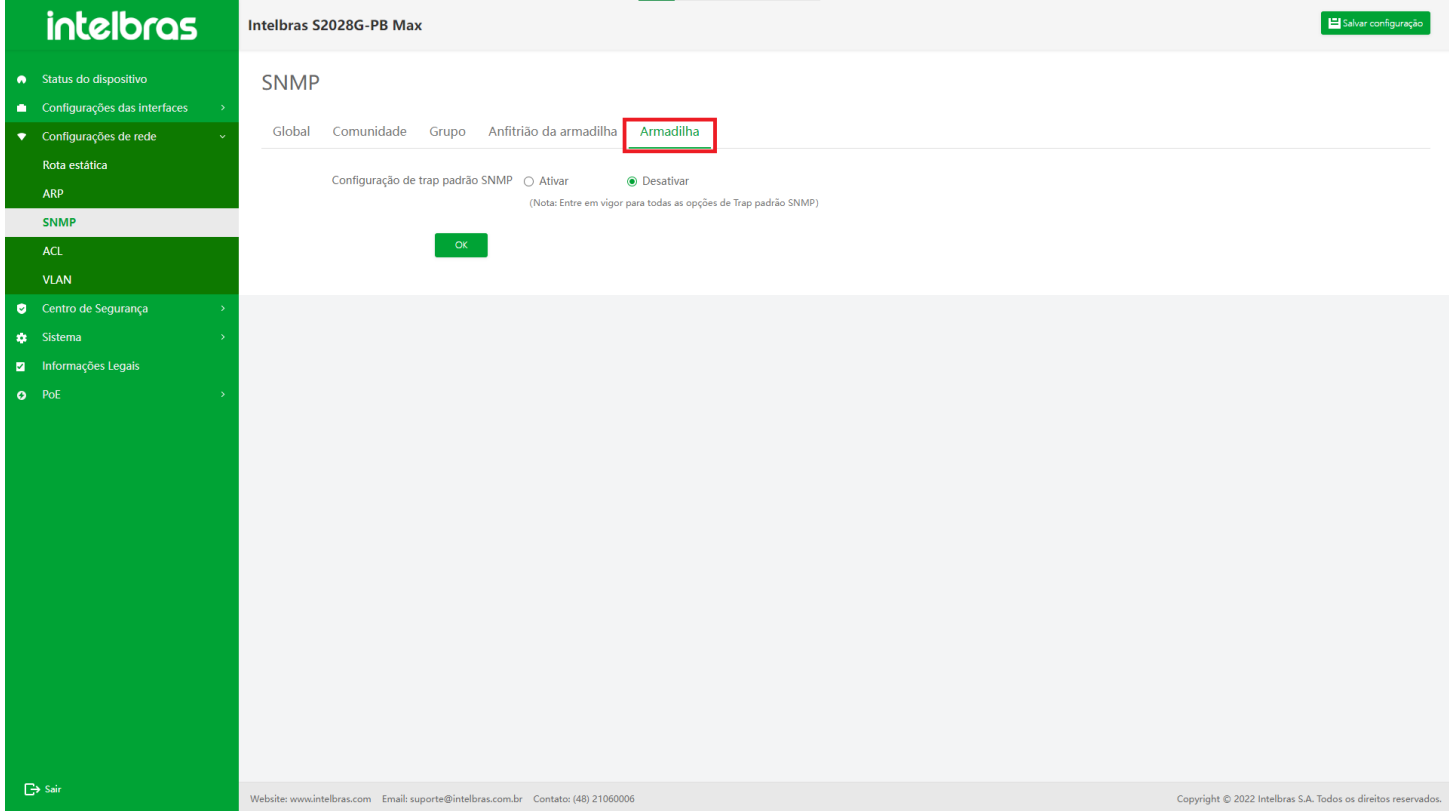 intelbras
Intelbras S2028G-PB Max
Salvar configuração
Status do dispositivo
Configurações das interfaces
Configurações de rede
Rota estática
ARP
SNMP
ACL
VLAN
Centro de Segurança
Sistema
Informações Legais
PoE
Sair
SNMP
Global Comunidade Grupo Anfitrião da armadilha Armadilha
Configuração de trap padrão SNMP Ativar Desativar
(Nota: Entre em vigor para todas as opções de Trap padrão SNMP)
OK
Website: www.intelbras.com Email: suporte@intelbras.com.br Contato: (48) 21060006
Copyright © 2022 Intelbras S.A. Todos os direitos reservados.